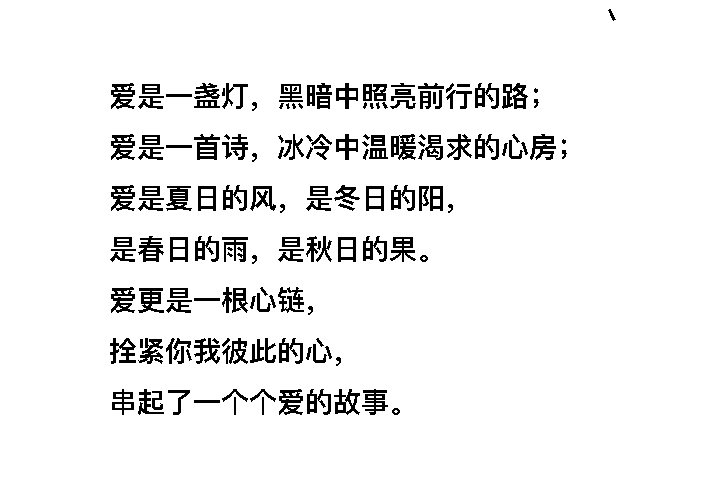 爱是一盏灯，黑暗中照亮前行的路；
爱是一首诗，冰冷中温暖渴求的心房；
爱是夏日的风，是冬日的阳，
是春日的雨，是秋日的果。
爱更是一根心链，
拴紧你我彼此的心，
串起了一个个爱的故事。